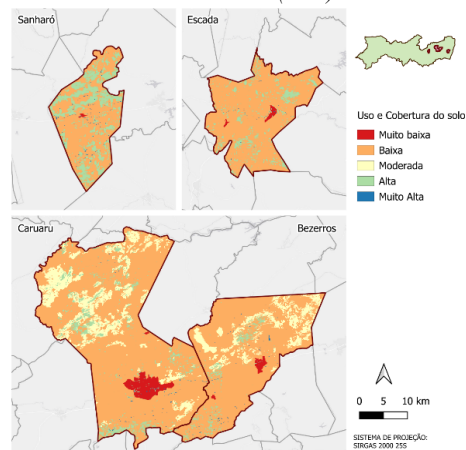 Sanharó
Escada
Uso e Cobertura do solo
Muito baixa
Baixa
Moderada
Alta
Muito Alta
Caruaru
Bezerros
0 5 10 km
SISTEMA DE PROJEÇÃO:
SIRGAS 2000 25S